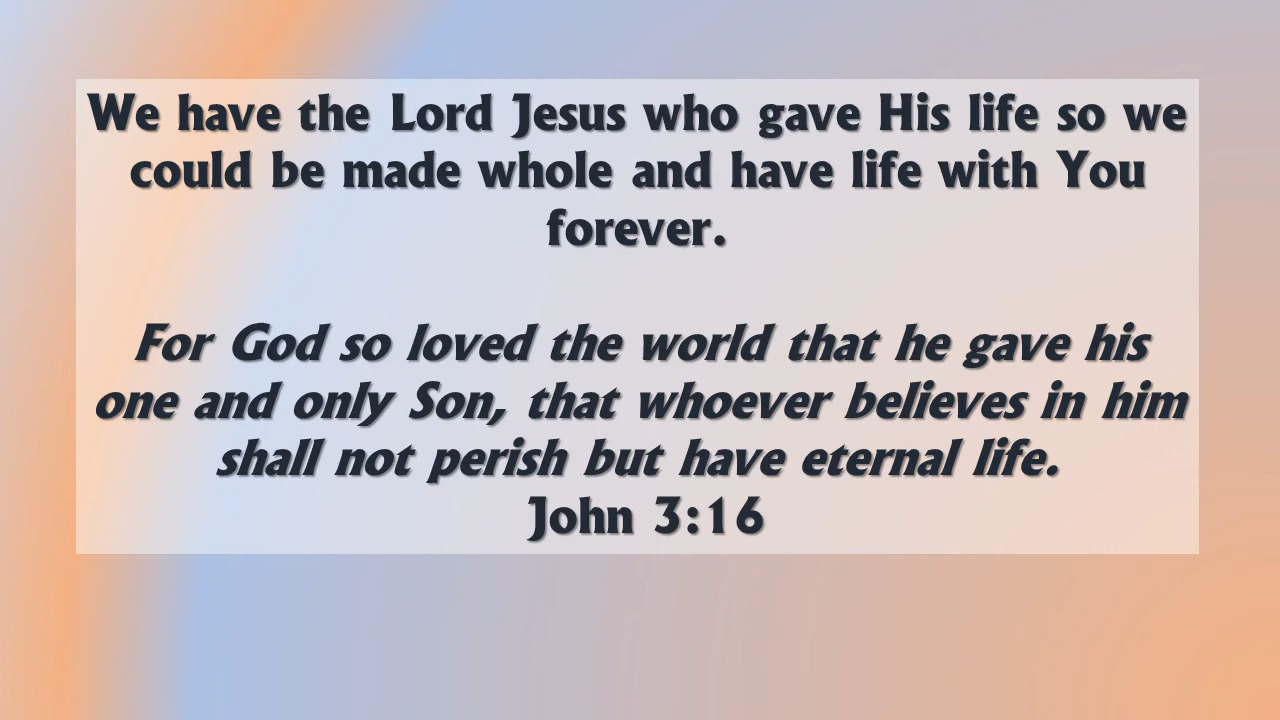 We have the Lord Jesus who gave His life so we
could be made whole and have life with You
forever.
For God so loved the world that he gave his
one and only Son, that whoever believes in him
shall not perish but have eternal life.
John 3:16